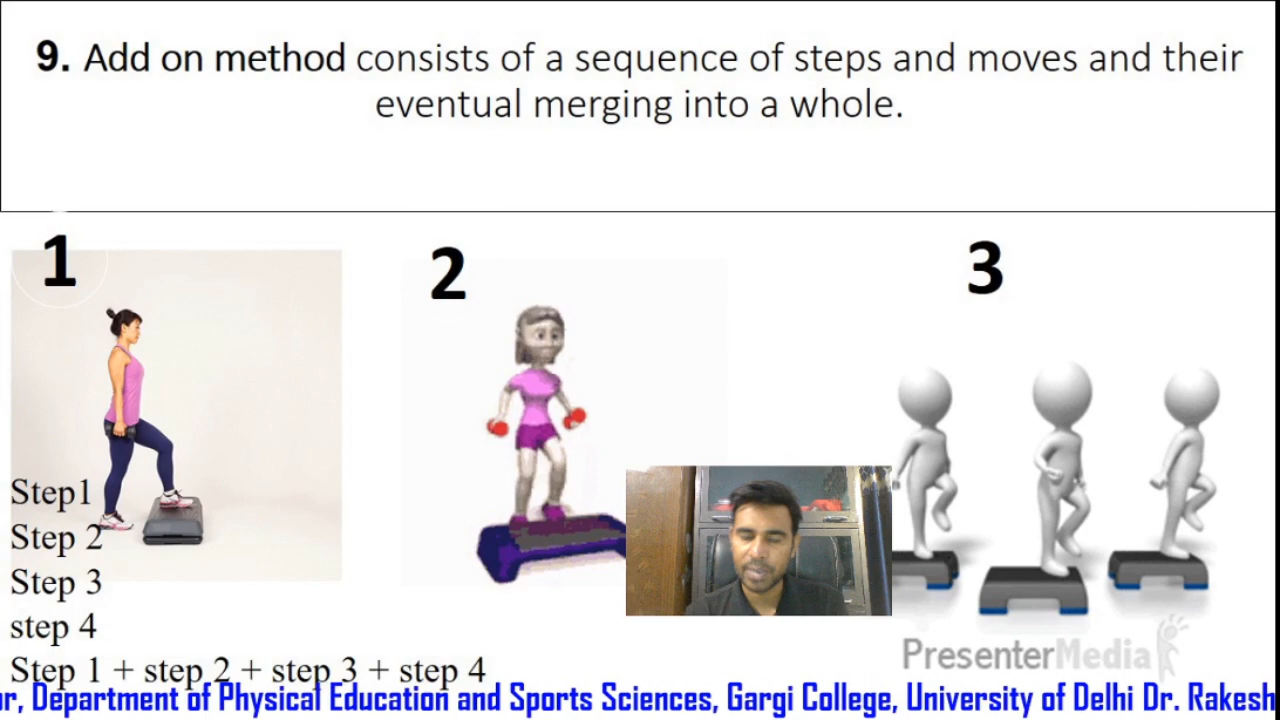 9. Add on method consists of a sequence of steps and moves and their
eventual merging into a whole.
1
2
3
Step1
Step 2
Step 3
step 4
Step 1 + step 2 + step 3 + step 4
PresenterMedia
Department of Physical Education and Sports Sciences, Gargi College, University of Delhi Dr. Rakesh